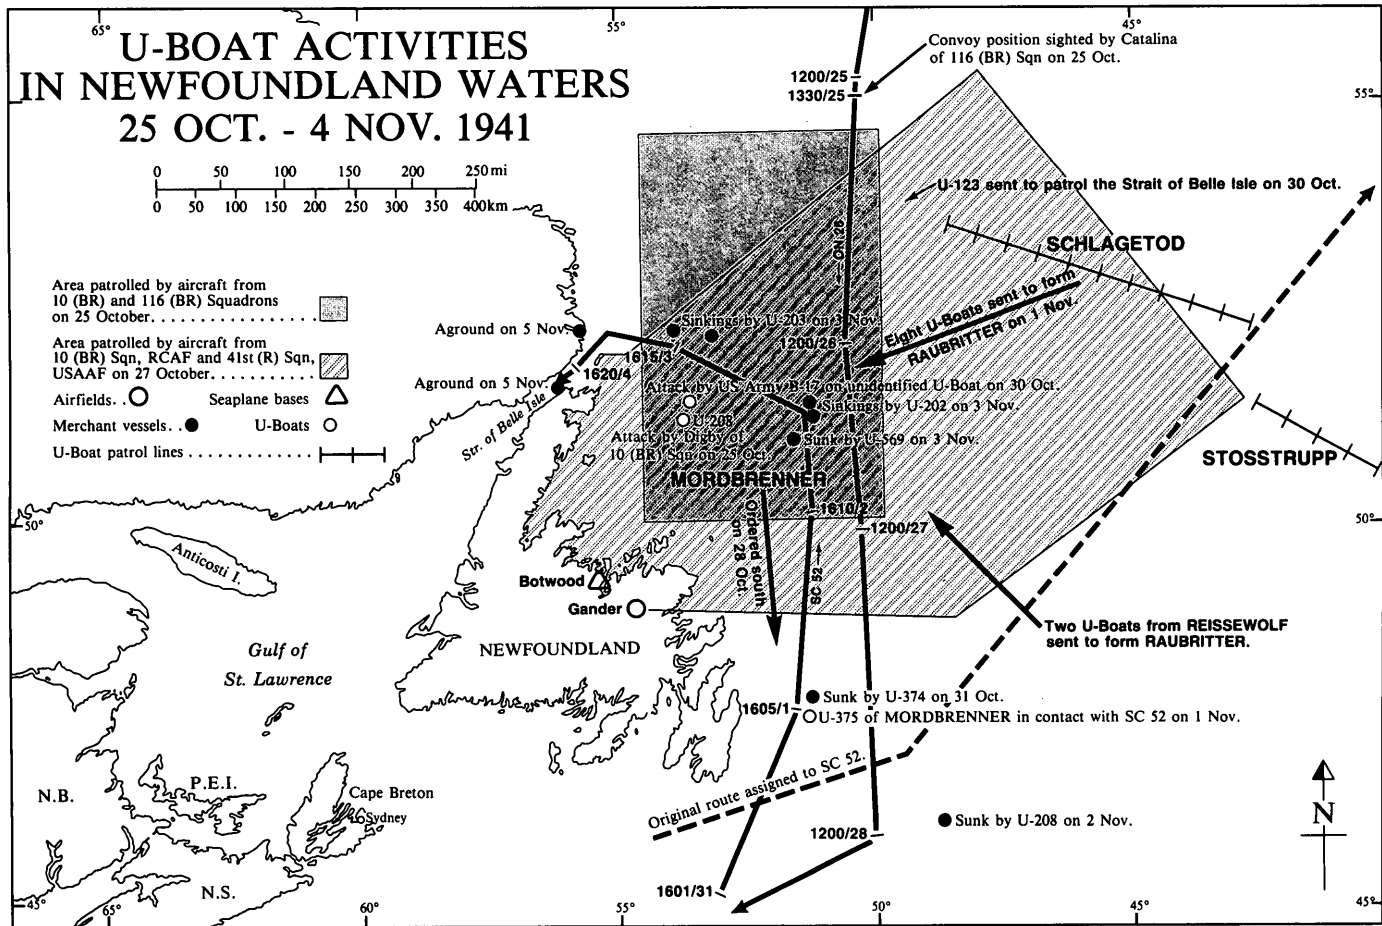 U-BOAT ACTIVITIES
IN NEWFOUNDLAND WATERS
25 OCT. - 4 NOV. 1941
65°
55°
50°
45°
0 50 100 150 200 250 mi
0 50 100 150 200 250 300 350 400km
Convoy position sighted by Catalina
of 116 (BR) Sqn on 25 Oct.
1200/25
1330/25
55°
U-123 sent to patrol the Strait of Belle Isle on 30 Oct.
SCHLAGETOD
ON 28
Area patrolled by aircraft from
10 (BR) and 116 (BR) Squadrons
on 25 October
Area patrolled by aircraft from
10 (BR) Sqn, RCAF and 41st (R) Sqn,
USAAF on 27 October
Airfields. . Seaplane bases
Merchant vessels. . U-Boats
U-Boat patrol lines
Eight U-Boats sent to form
RAUBRITTER on 1 Nov.
Aground on 5 Nov.
Sinkings by U-203 on 3 Nov.
1200/26
1615/3
1620/4
Aground on 5 Nov.
Attack by US Army B-17 on unidentified U-Boat on 30 Oct.
Sinkings by U-202 on 3 Nov.
U-208
Attack by Digby of
10 (BR) Sqn on 25 Oct.
Sunk by U-569 on 3 Nov.
Str. of Belle Isle
STOSSTRUPP
MORDBRENNER
Ordered south
on 28 Oct.
1610/2
1200/27
50°
50°
SC 52
Anticosti I.
Botwood
Gander
Two U-Boats from REISSEWOLF
sent to form RAUBRITTER.
NEWFOUNDLAND
Gulf of
St. Lawrence
Sunk by U-374 on 31 Oct.
1605/1
U-375 of MORDBRENNER in contact with SC 52 on 1 Nov.
Original route assigned to SC 52.
N.B.
P.E.I.
Cape Breton
Sydney
N.S.
1200/28
Sunk by U-208 on 2 Nov.
N
1601/31
45°
65°
60°
55°
50°
45°
45°